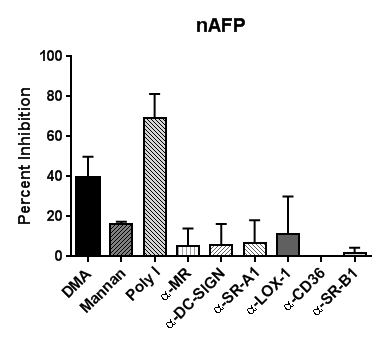 nAFP
100
80
60
40
20
0
Percent Inhibition
DMA
Mannan
Poly I
α-MR
α-DC-SIGN
α-SR-A1
α-LOX-1
α-CD36
α-SR-B1